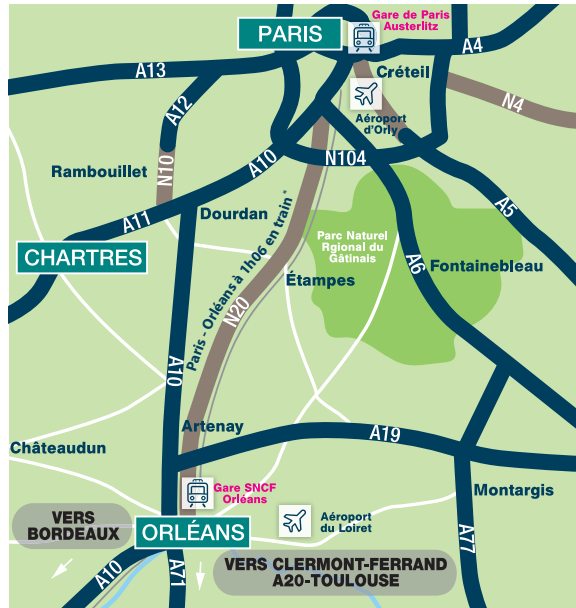 Gare de Paris
Austerlitz
PARIS
A4
A13
Créteil
A12
N4
Aéroport
d'Orly
N10
A10
N104
Rambouillet
A11
Dourdan
A5
Parc Naturel
Rgional du
Gâtinais
CHARTRES
A6
Fontainebleau
Étampes
Paris - Orléans à 1h06 en train *
N20
A10
Artenay
A19
Châteaudun
Gare SNCF
Orléans
Montargis
VERS
BORDEAUX
ORLÉANS
Aéroport
du Loiret
A77
A10
A71
VERS CLERMONT-FERRAND
A20-TOULOUSE